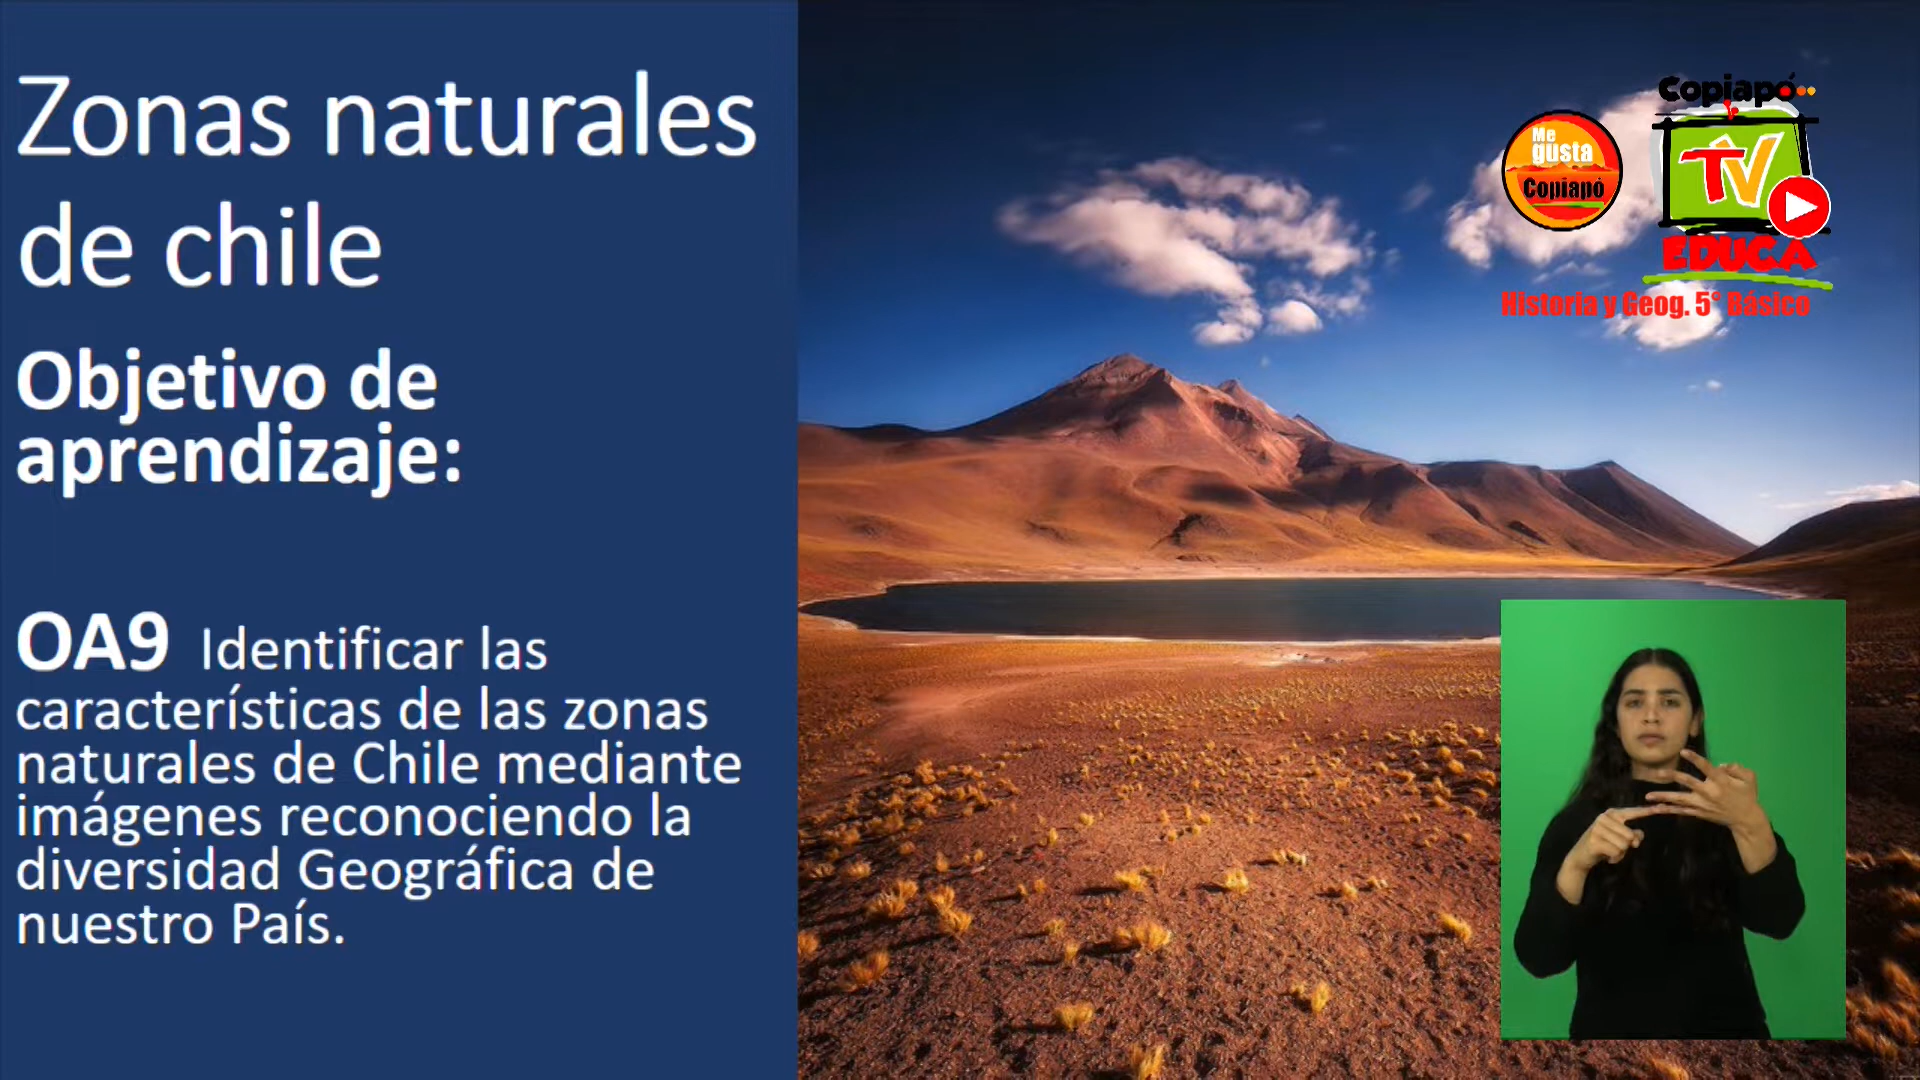 Zonas naturales
de chile
Objetivo de
aprendizaje:
OA9 Identificar las
características de las zonas
naturales de Chile mediante
imágenes reconociendo la
diversidad Geográfica de
nuestro País.
Copiapó
Me
gusta
Copiapó
TV
EDUCA
Historia y Geog. 5° Básico